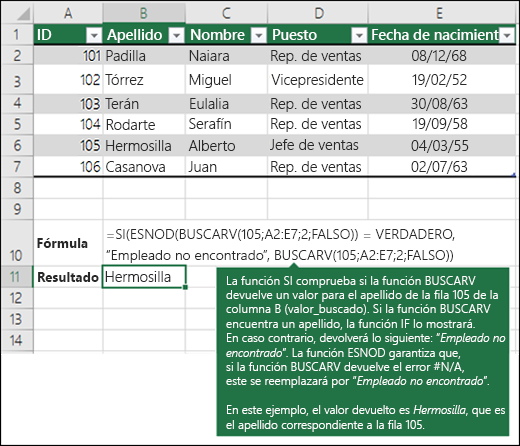 A B C D E
1 ID Apellido Nombre Puesto Fecha de nacimient
2 101 Padilla Naiara Rep. de ventas 08/12/68
3 102 Tórrez Miguel Vicepresidente 19/02/52
4 103 Terán Eulalia Rep. de ventas 30/08/63
5 104 Rodarte Serafín Rep. de ventas 19/09/58
6 105 Hermosilla Alberto Jefe de ventas 04/03/55
7 106 Casanova Juan Rep. de ventas 02/07/63
8
9
10 Fórmula =SI(ESNOD(BUSCARV(105;A2:E7;2;FALSO)) = VERDADERO,
“Empleado no encontrado”, BUSCARV(105;A2:E7;2;FALSO))
11 Resultado Hermosilla
12
13
14
La función SI comprueba si la función BUSCARV
devuelve un valor para el apellido de la fila 105 de la
columna B (valor_buscado). Si la función BUSCARV
encuentra un apellido, la función IF lo mostrará.
En caso contrario, devolverá lo siguiente: “Empleado no
encontrado”. La función ESNOD garantiza que,
si la función BUSCARV devuelve el error #N/A,
este se reemplazará por “Empleado no encontrado”.
En este ejemplo, el valor devuelto es Hermosilla, que es
el apellido correspondiente a la fila 105.